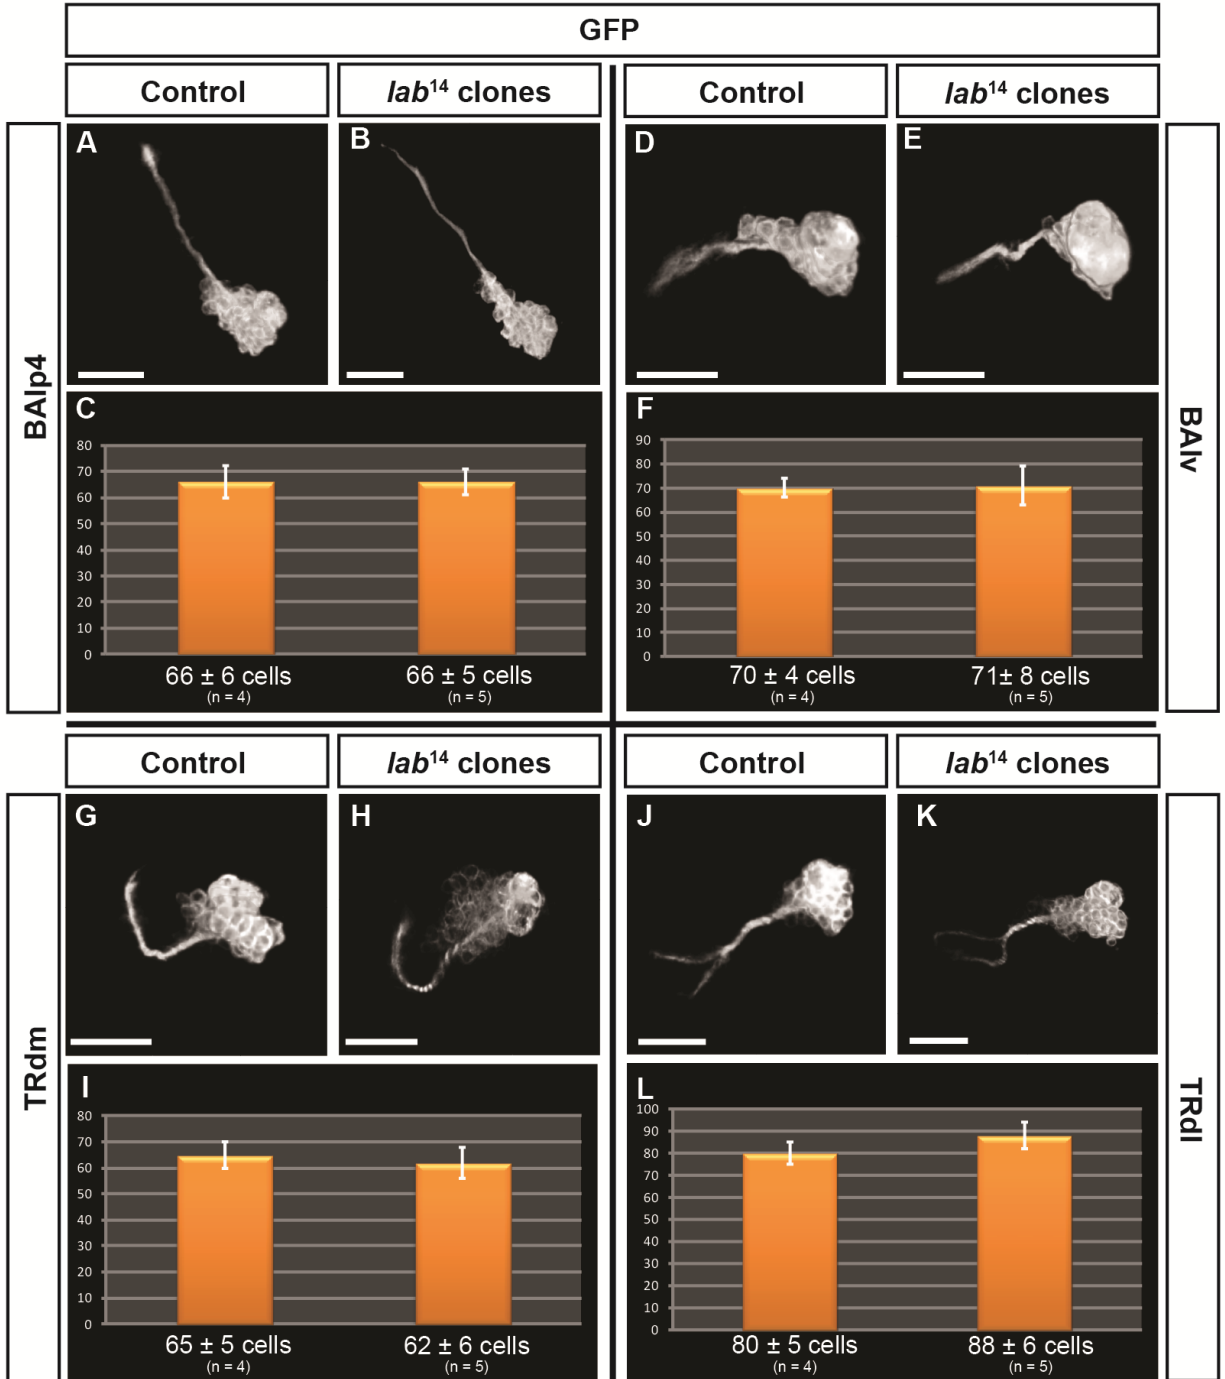 GFP
Control
lab¹⁴ clones
Control
lab¹⁴ clones
BAlp4
A
B
D
E
BAlv
C
80
70
60
50
40
30
20
10
0
66 ± 6 cells
(n = 4)
66 ± 5 cells
(n = 5)
F
90
80
70
60
50
40
30
20
10
0
70 ± 4 cells
(n = 4)
71± 8 cells
(n = 5)
Control
lab¹⁴ clones
Control
lab¹⁴ clones
TRdm
G
H
J
K
TRdl
I
80
70
60
50
40
30
20
10
0
65 ± 5 cells
(n = 4)
62 ± 6 cells
(n = 5)
L
100
90
80
70
60
50
40
30
20
10
0
80 ± 5 cells
(n = 4)
88 ± 6 cells
(n = 5)